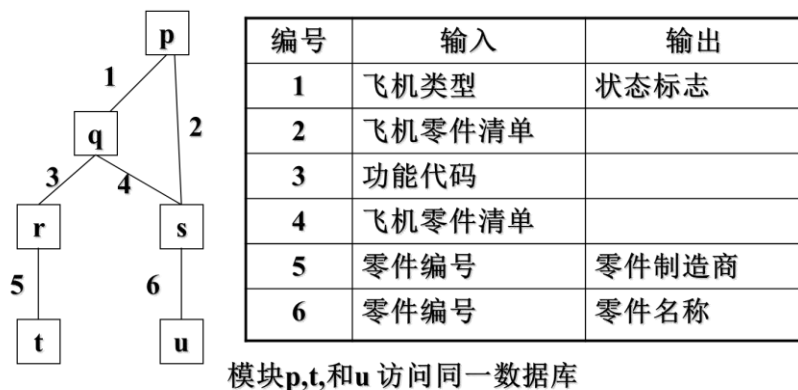 p
1
q
2
3
4
r
s
5
6
t
u
编号 输入 输出
1 飞机类型 状态标志
2 飞机零件清单
3 功能代码
4 飞机零件清单
5 零件编号 零件制造商
6 零件编号 零件名称
模块p,t,和u 访问同一数据库